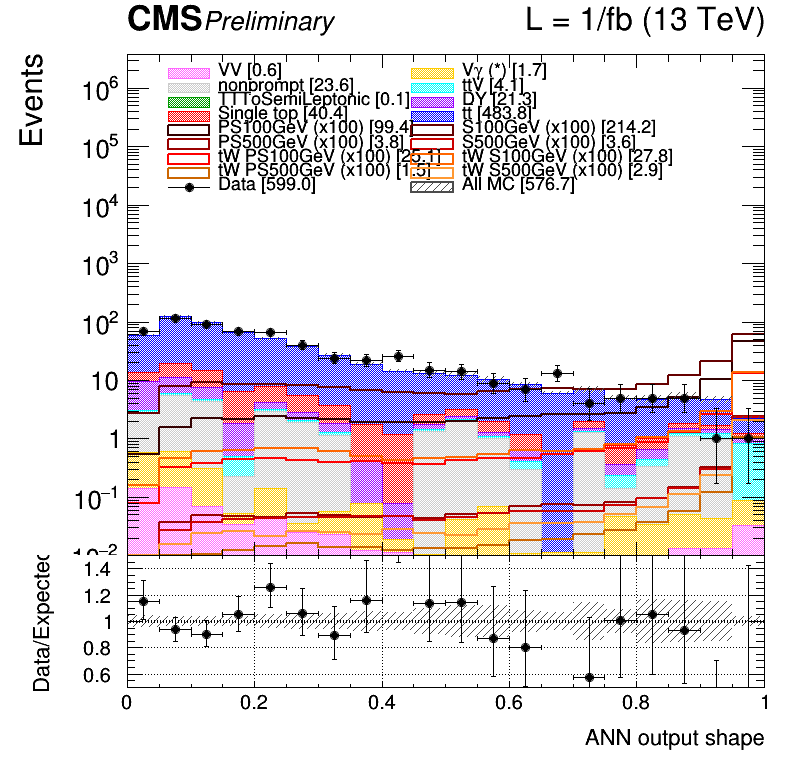 CMS Preliminary L = 1/fb (13 TeV)
Events
VV [0.6] Vγ (*) [1.7]
nonprompt [23.6] ttV [4.1]
TTToSemiLeptonic [0.1] DY [21.3]
Single top [40.4] tt [483.8]
PS100GeV (x100) [99.4] S100GeV (x100) [214.2]
PS500GeV (x100) [3.8] S500GeV (x100) [3.6]
tW PS100GeV (x100) [25.1] tW S100GeV (x100) [27.8]
tW PS500GeV (x100) [1.5] tW S500GeV (x100) [2.9]
Data [599.0] All MC [576.7]
10⁶
10⁵
10⁴
10³
10²
10
1
10⁻¹
10⁻²
Data/Expected
1.4
1.2
1
0.8
0.6
0 0.2 0.4 0.6 0.8 1
ANN output shape